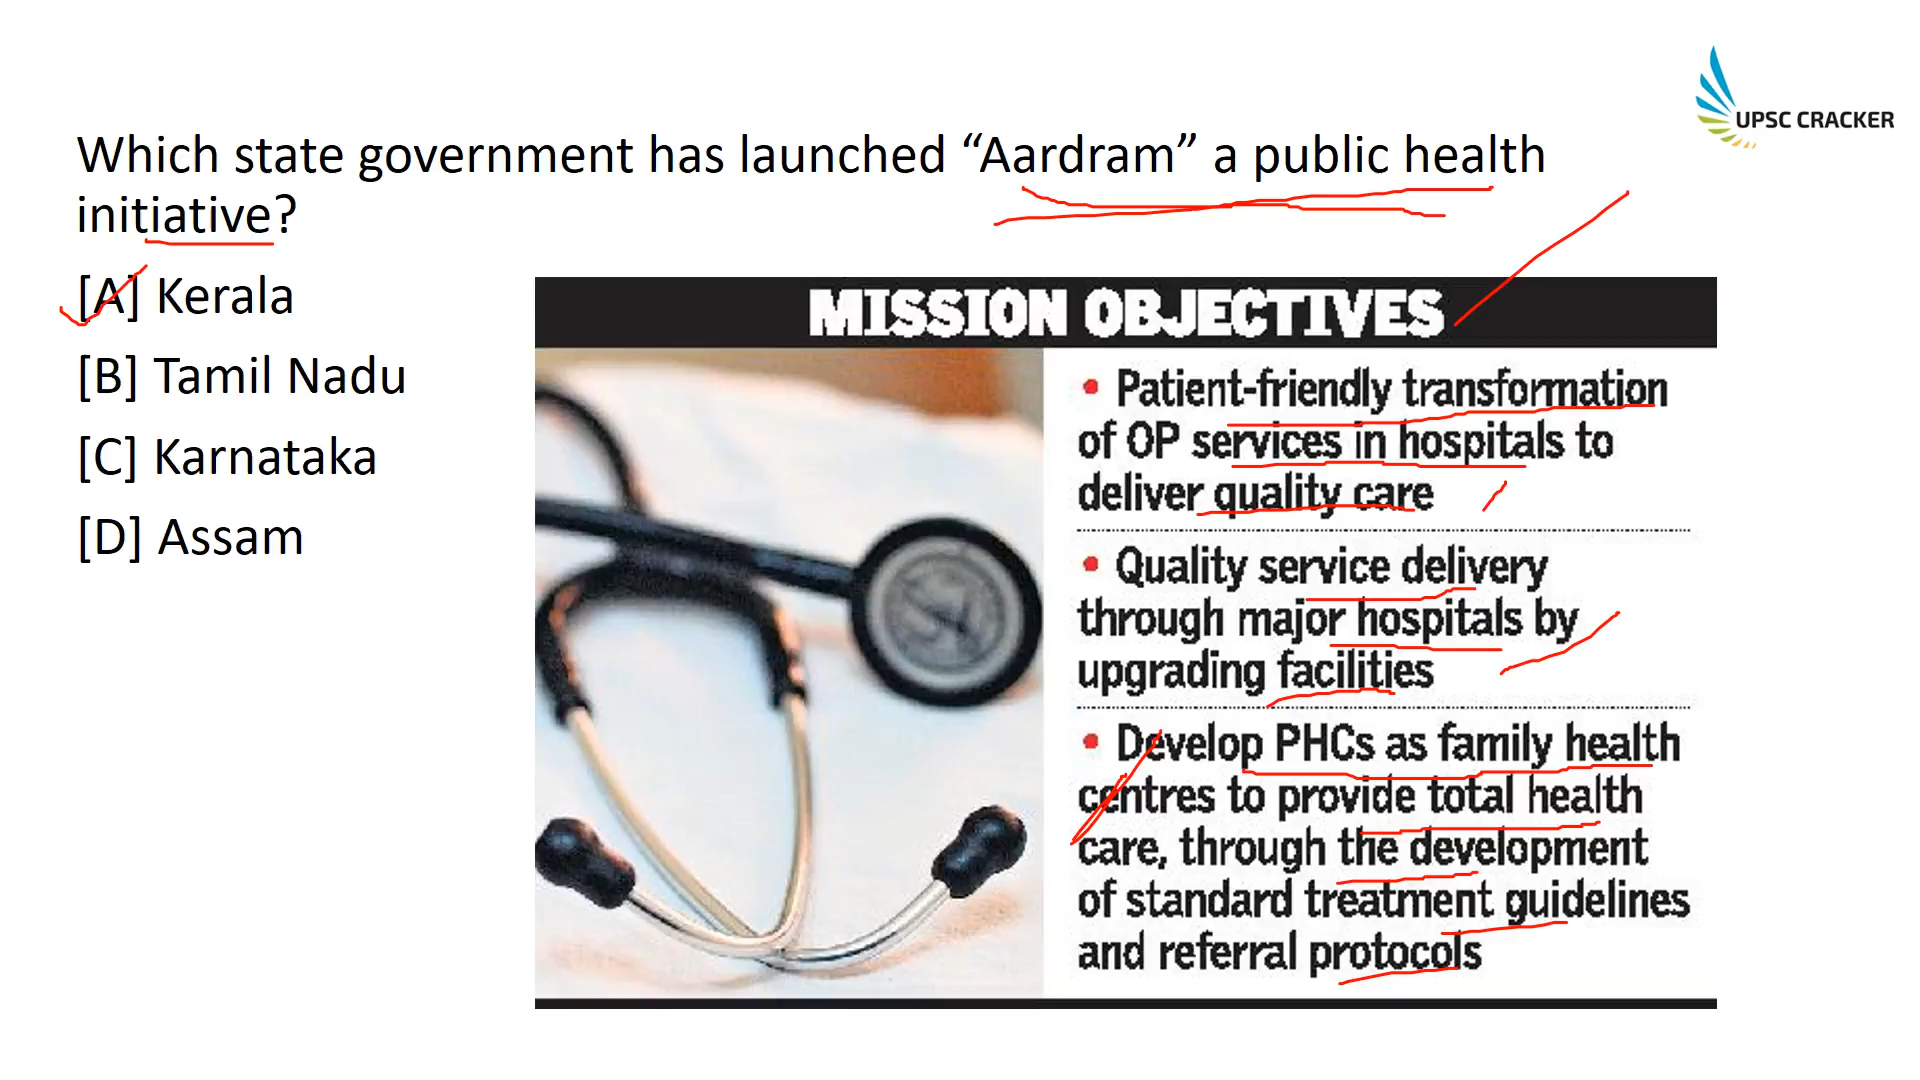 UPSC CRACKER
Which state government has launched “Aardram” a public health
initiative?
[A] Kerala
[B] Tamil Nadu
[C] Karnataka
[D] Assam
MISSION OBJECTIVES
• Patient-friendly transformation
of OP services in hospitals to
deliver quality care
• Quality service delivery
through major hospitals by
upgrading facilities
• Develop PHCs as family health
centres to provide total health
care, through the development
of standard treatment guidelines
and referral protocols